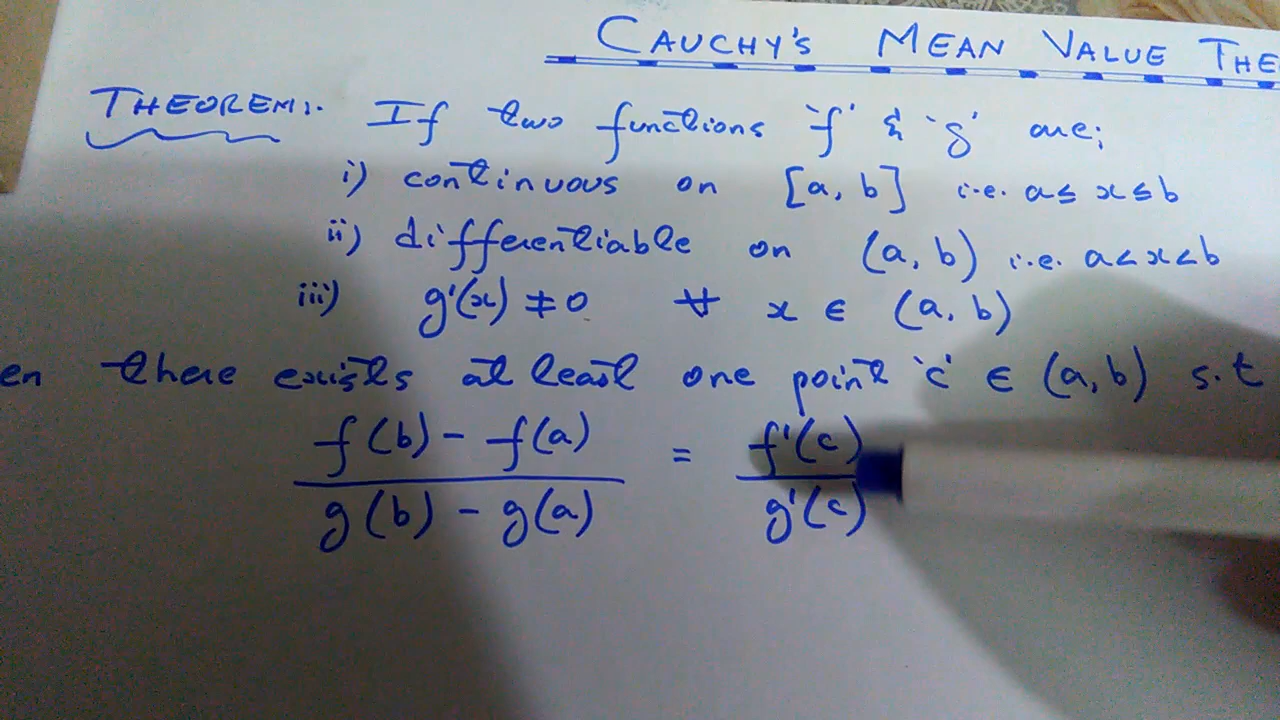 CAUCHY'S MEAN VALUE THE
THEOREM:. If two functions 'f' & 'g' are;
i) continuous on [a, b] i.e. a≤ x ≤ b
ii) differentiable on (a, b) i.e. a < x < b
iii) g'(x) ≠ 0 ∀ x ∈ (a, b)
en there exists at least one point 'c' ∈ (a, b) s.t
f(b) - f(a) = f'(c)
g(b) - g(a) g'(c)